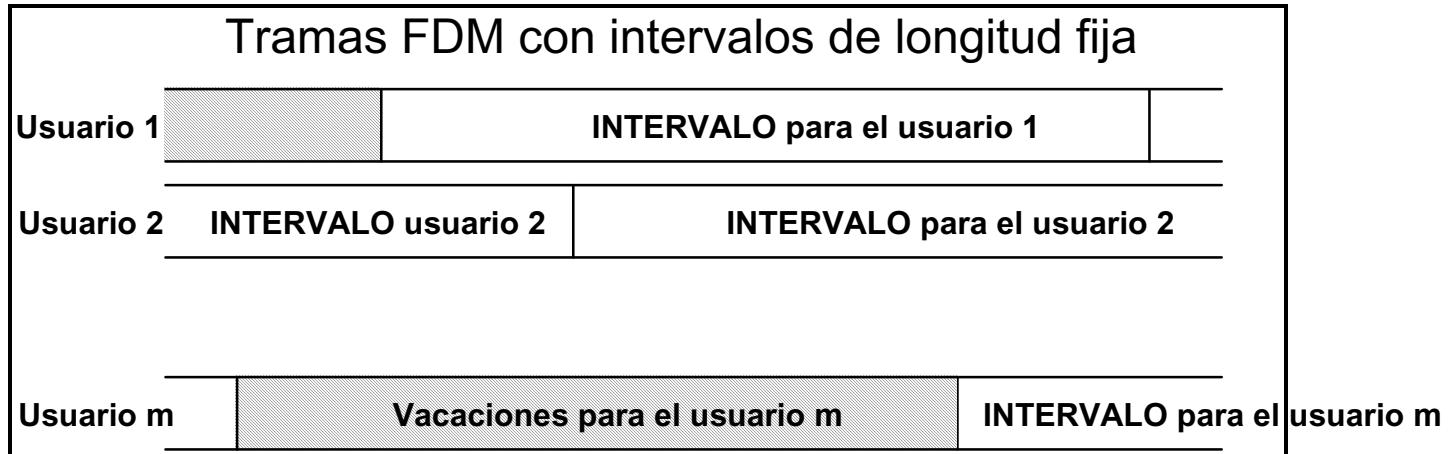 Tramas FDM con intervalos de longitud fija
Usuario 1 INTERVALO para el usuario 1
Usuario 2 INTERVALO usuario 2 INTERVALO para el usuario 2
Usuario m Vacaciones para el usuario m INTERVALO para el usuario m